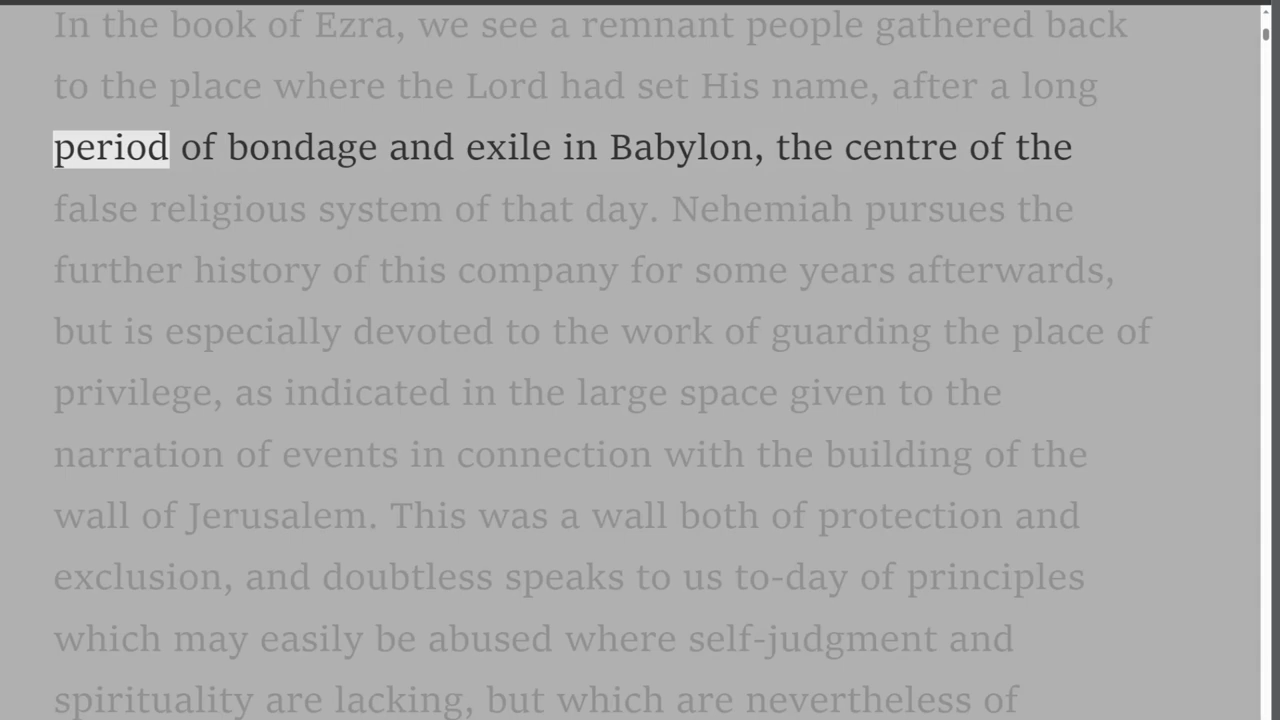 In the book of Ezra, we see a remnant people gathered back
to the place where the Lord had set His name, after a long
period of bondage and exile in Babylon, the centre of the
false religious system of that day. Nehemiah pursues the
further history of this company for some years afterwards,
but is especially devoted to the work of guarding the place of
privilege, as indicated in the large space given to the
narration of events in connection with the building of the
wall of Jerusalem. This was a wall both of protection and
exclusion, and doubtless speaks to us to-day of principles
which may easily be abused where self-judgment and
spirituality are lacking, but which are nevertheless of